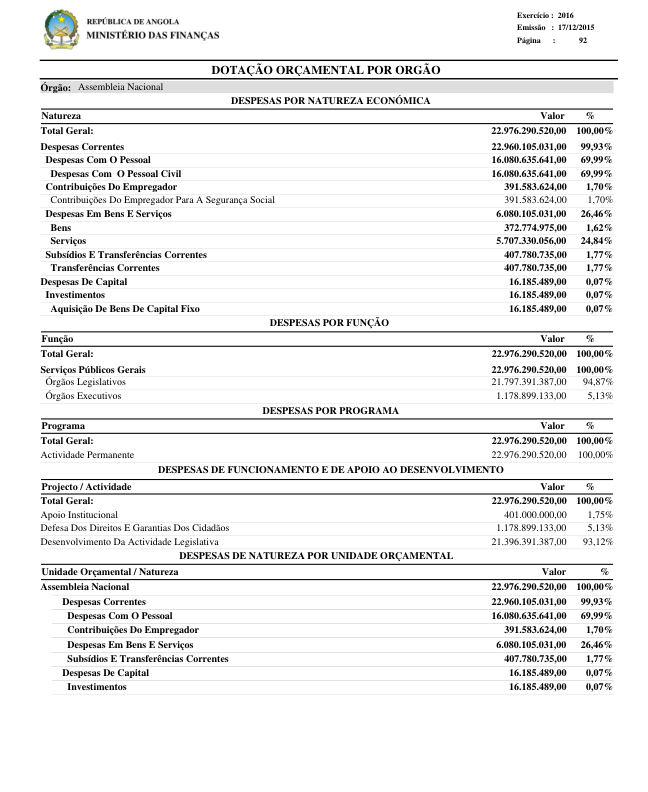 REPÚBLICA DE ANGOLA
MINISTÉRIO DAS FINANÇAS
Exercício : 2016
Emissão : 17/12/2015
Página : 92
DOTAÇÃO ORÇAMENTAL POR ORGÃO
Órgão: Assembleia Nacional
DESPESAS POR NATUREZA ECONÓMICA
Natureza Valor %
Total Geral: 22.976.290.520,00 100,00%
Despesas Correntes 22.960.105.031,00 99,93%
Despesas Com O Pessoal 16.080.635.641,00 69,99%
Despesas Com O Pessoal Civil 16.080.635.641,00 69,99%
Contribuições Do Empregador 391.583.624,00 1,70%
Contribuições Do Empregador Para A Segurança Social 391.583.624,00 1,70%
Despesas Em Bens E Serviços 6.080.105.031,00 26,46%
Bens 372.774.975,00 1,62%
Serviços 5.707.330.056,00 24,84%
Subsídios E Transferências Correntes 407.780.735,00 1,77%
Transferências Correntes 407.780.735,00 1,77%
Despesas De Capital 16.185.489,00 0,07%
Investimentos 16.185.489,00 0,07%
Aquisição De Bens De Capital Fixo 16.185.489,00 0,07%
DESPESAS POR FUNÇÃO
Função Valor %
Total Geral: 22.976.290.520,00 100,00%
Serviços Públicos Gerais 22.976.290.520,00 100,00%
Órgãos Legislativos 21.797.391.387,00 94,87%
Órgãos Executivos 1.178.899.133,00 5,13%
DESPESAS POR PROGRAMA
Programa Valor %
Total Geral: 22.976.290.520,00 100,00%
Actividade Permanente 22.976.290.520,00 100,00%
DESPESAS DE FUNCIONAMENTO E DE APOIO AO DESENVOLVIMENTO
Projecto / Actividade Valor %
Total Geral: 22.976.290.520,00 100,00%
Apoio Institucional 401.000.000,00 1,75%
Defesa Dos Direitos E Garantias Dos Cidadãos 1.178.899.133,00 5,13%
Desenvolvimento Da Actividade Legislativa 21.396.391.387,00 93,12%
DESPESAS DE NATUREZA POR UNIDADE ORÇAMENTAL
Unidade Orçamental / Natureza Valor %
Assembleia Nacional 22.976.290.520,00 100,00%
Despesas Correntes 22.960.105.031,00 99,93%
Despesas Com O Pessoal 16.080.635.641,00 69,99%
Contribuições Do Empregador 391.583.624,00 1,70%
Despesas Em Bens E Serviços 6.080.105.031,00 26,46%
Subsídios E Transferências Correntes 407.780.735,00 1,77%
Despesas De Capital 16.185.489,00 0,07%
Investimentos 16.185.489,00 0,07%